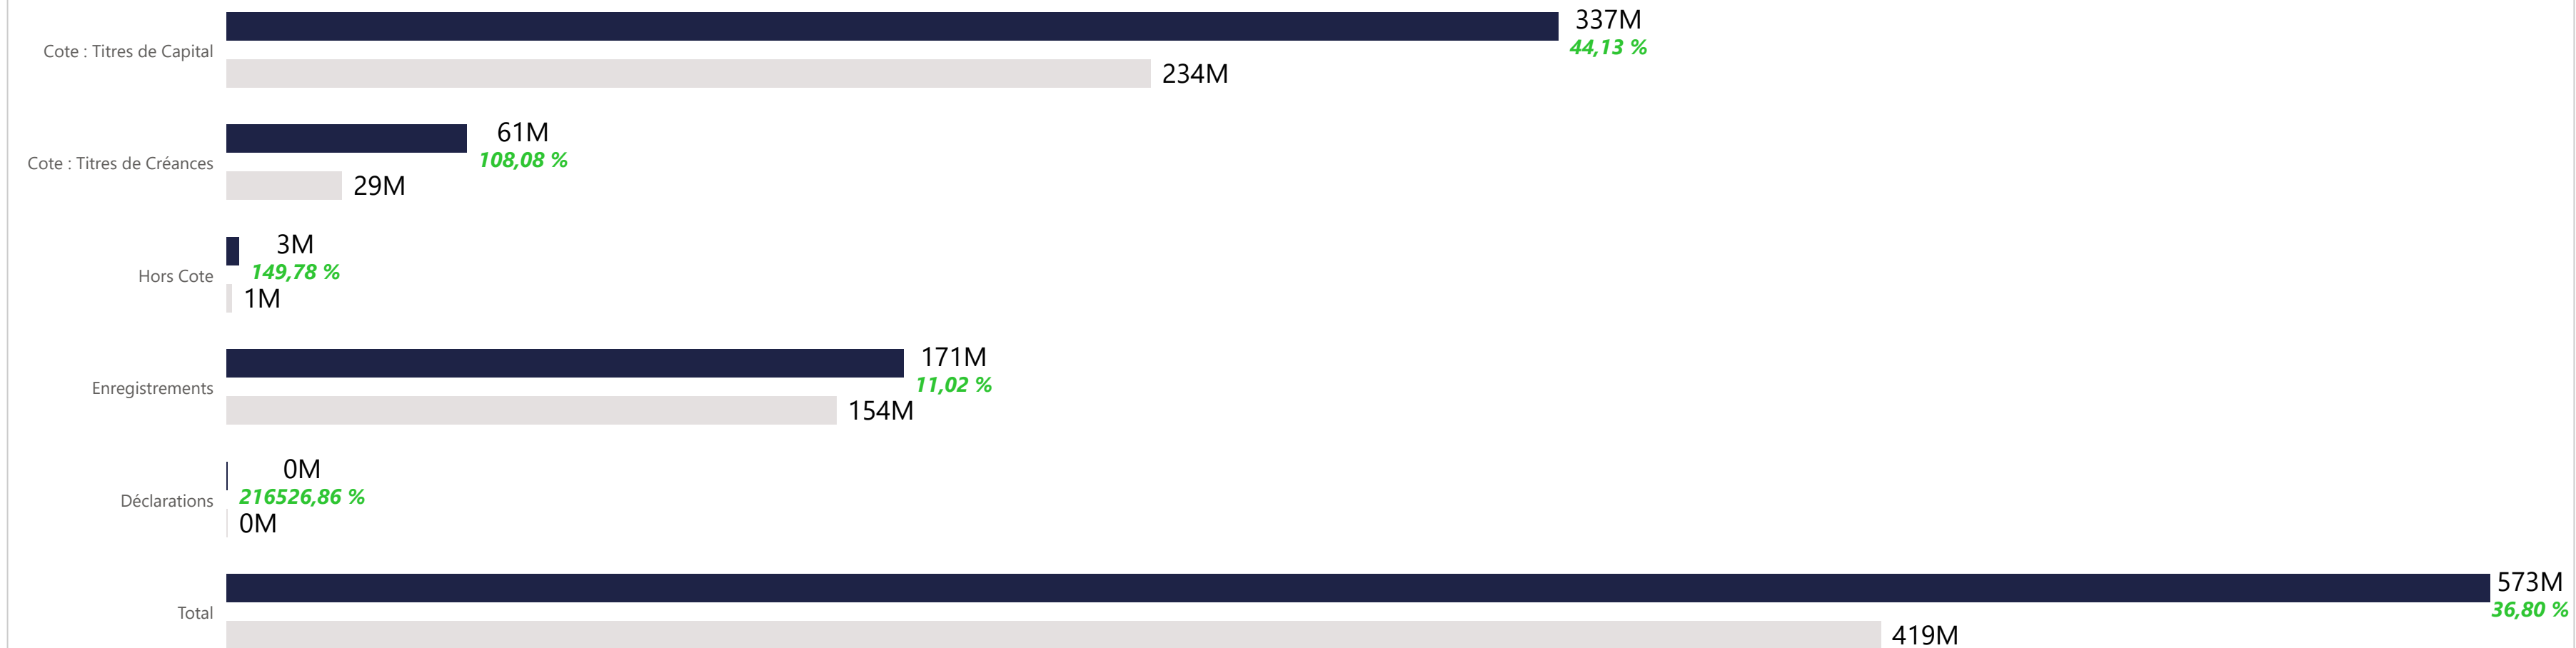 337M
44,13 %
Cote : Titres de Capital
234M
61M
108,08 %
Cote : Titres de Créances
29M
3M
149,78 %
Hors Cote
1M
171M
11,02 %
Enregistrements
154M
0M
216526,86 %
Déclarations
0M
573M
36,80 %
Total
419M